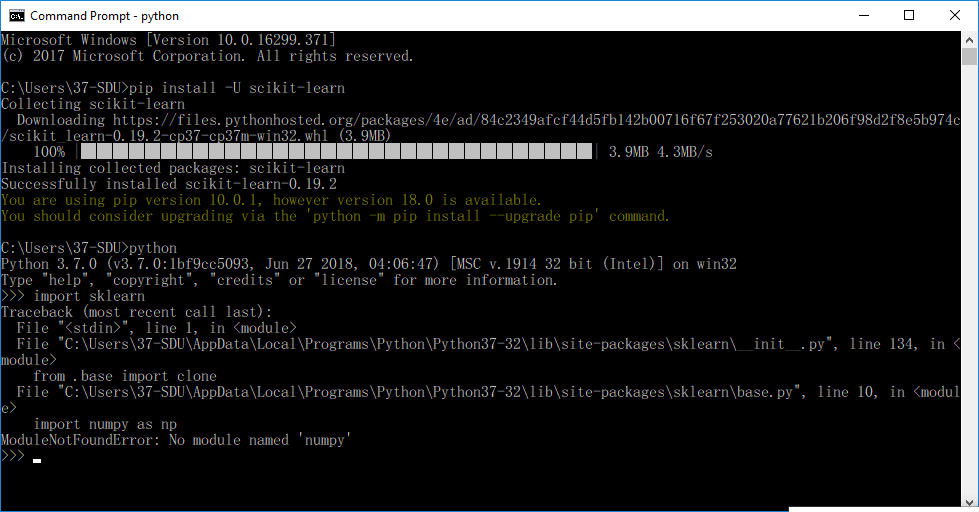 Command Prompt - python
Microsoft Windows [Version 10.0.16299.371]
(c) 2017 Microsoft Corporation. All rights reserved.
C:\Users\37-SDU>pip install -U scikit-learn
Collecting scikit-learn
  Downloading https://files.pythonhosted.org/packages/4e/ad/84c2349afcf44d5fb142b00716f67f253020a77621b206f98d2f8e5b974c
/scikit_learn-0.19.2-cp37-cp37m-win32.whl (3.9MB)
    100% | | 3.9MB 4.3MB/s
Installing collected packages: scikit-learn
Successfully installed scikit-learn-0.19.2
You are using pip version 10.0.1, however version 18.0 is available.
You should consider upgrading via the 'python -m pip install --upgrade pip' command.
C:\Users\37-SDU>python
Python 3.7.0 (v3.7.0:1bf9cc5093, Jun 27 2018, 04:06:47) [MSC v.1914 32 bit (Intel)] on win32
Type "help", "copyright", "credits" or "license" for more information.
>>> import sklearn
Traceback (most recent call last):
  File "<stdin>", line 1, in <module>
  File "C:\Users\37-SDU\AppData\Local\Programs\Python\Python37-32\lib\site-packages\sklearn\__init__.py", line 134, in <
module>
    from .base import clone
  File "C:\Users\37-SDU\AppData\Local\Programs\Python\Python37-32\lib\site-packages\sklearn\base.py", line 10, in <modul
e>
    import numpy as np
ModuleNotFoundError: No module named 'numpy'
>>>